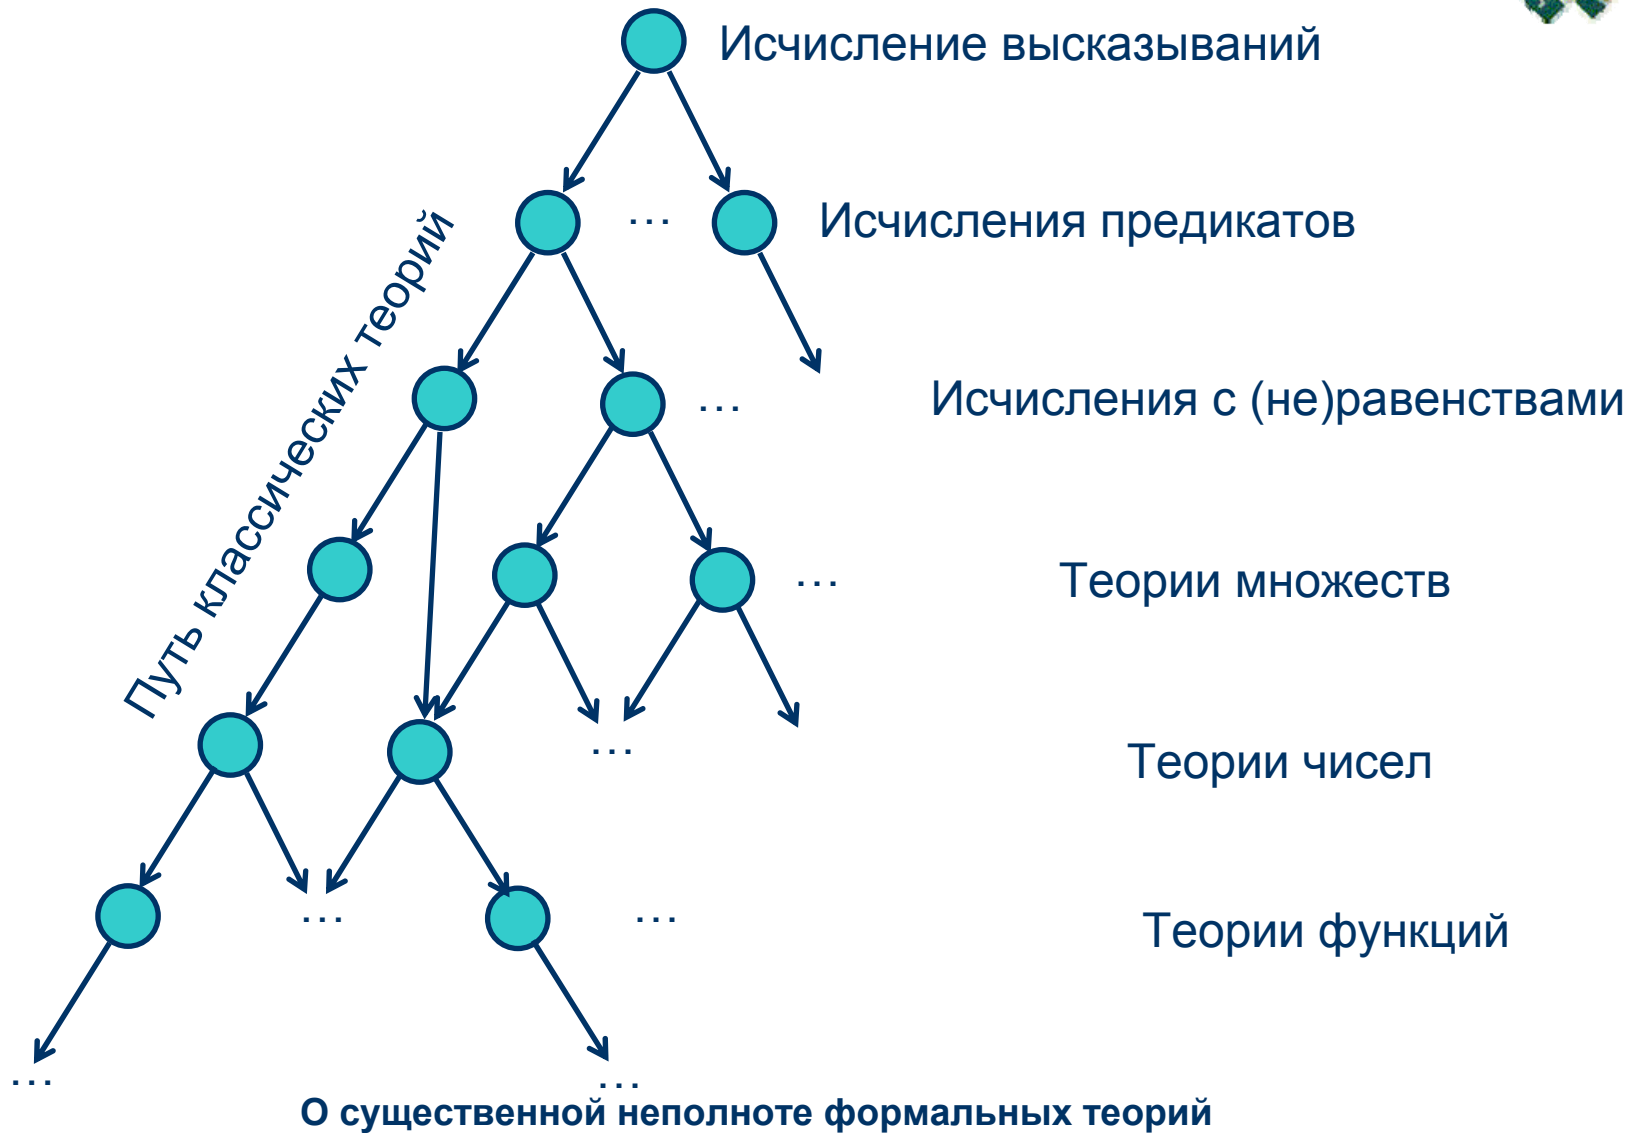 Исчисление высказываний
… Исчисления предикатов
Путь классических теорий
… Исчисления с (не)равенствами
… Теории множеств
… Теории чисел
… … Теории функций
… …
О существенной неполноте формальных теорий